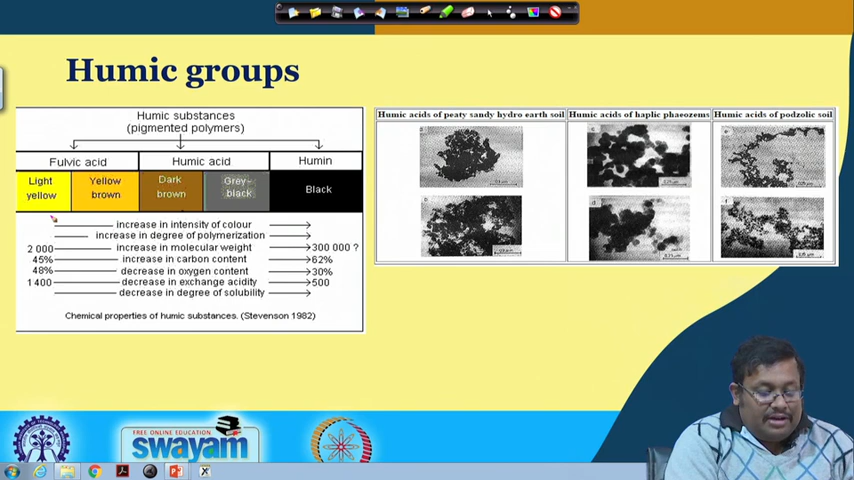 Humic groups
Humic substances
(pigmented polymers)
Fulvic acid
Humic acid
Humin
Light
yellow
Yellow
brown
Dark
brown
Grey-
black
Black
increase in intensity of colour
increase in degree of polymerization
2 000 increase in molecular weight 300 000 ?
45% increase in carbon content 62%
48% decrease in oxygen content 30%
1 400 decrease in exchange acidity 500
decrease in degree of solubility
Chemical properties of humic substances. (Stevenson 1982)
Humic acids of peaty sandy hydro earth soil
Humic acids of haplic phaeozems
Humic acids of podzolic soil
a
b
c
d
e
f
FREE ONLINE EDUCATION
swayam